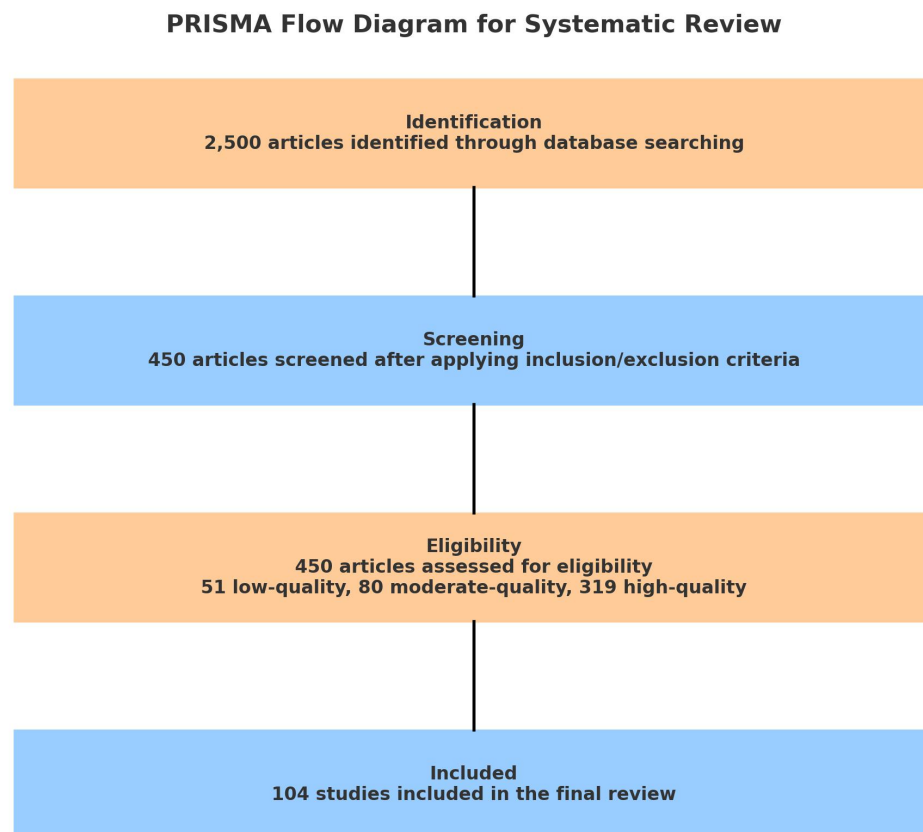 PRISMA Flow Diagram for Systematic Review
Identification
2,500 articles identified through database searching
Screening
450 articles screened after applying inclusion/exclusion criteria
Eligibility
450 articles assessed for eligibility
51 low-quality, 80 moderate-quality, 319 high-quality
Included
104 studies included in the final review